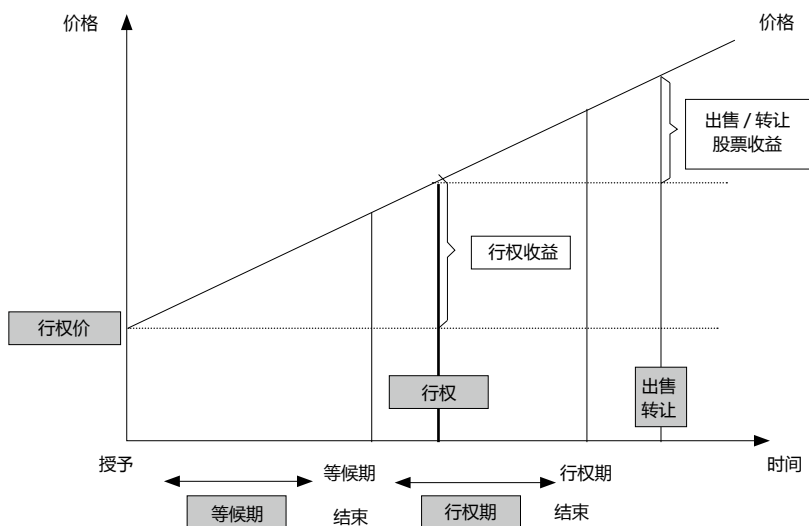 价格
价格
出售 / 转让
股票收益
行权收益
行权价
行权
出售
转让
授予
时间
等候期
结束
行权期
结束
等候期
行权期